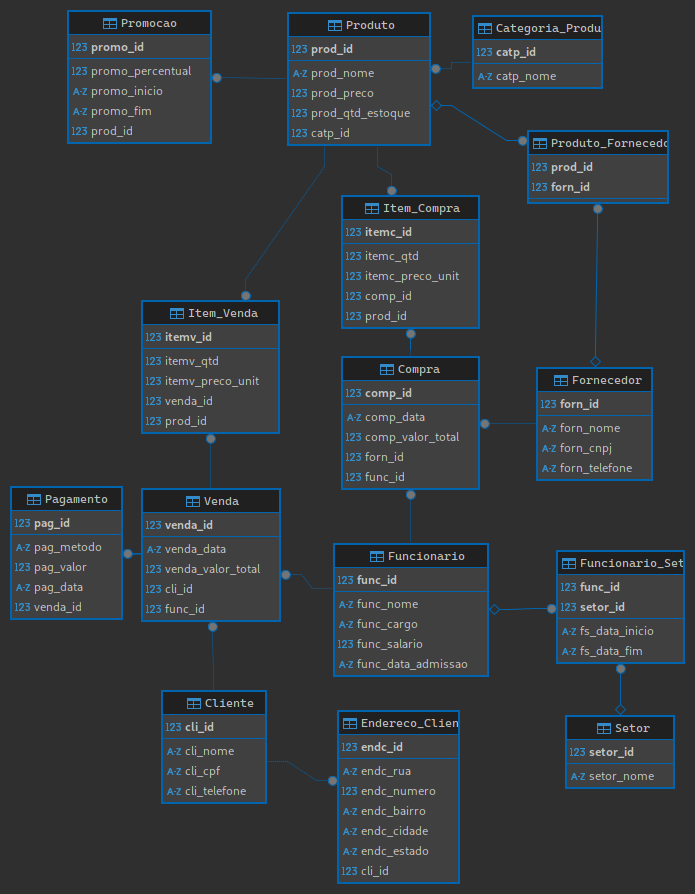 Promocao
123 promo_id
123 promo_percentual
A-Z promo_inicio
A-Z promo_fim
123 prod_id
Produto
123 prod_id
A-Z prod_nome
123 prod_preco
123 prod_qtd_estoque
123 catp_id
Categoria_Produ
123 catp_id
A-Z catp_nome
Produto_Fornecedo
123 prod_id
123 forn_id
Item_Compra
123 itemc_id
123 itemc_qtd
123 itemc_preco_unit
123 comp_id
123 prod_id
Item_Venda
123 itemv_id
123 itemv_qtd
123 itemv_preco_unit
123 venda_id
123 prod_id
Compra
123 comp_id
A-Z comp_data
123 comp_valor_total
123 forn_id
123 func_id
Fornecedor
123 forn_id
A-Z forn_nome
A-Z forn_cnpj
A-Z forn_telefone
Pagamento
123 pag_id
A-Z pag_metodo
123 pag_valor
A-Z pag_data
123 venda_id
Venda
123 venda_id
A-Z venda_data
123 venda_valor_total
123 cli_id
123 func_id
Funcionario
123 func_id
A-Z func_nome
A-Z func_cargo
123 func_salario
A-Z func_data_admissao
Funcionario_Set
123 func_id
123 setor_id
A-Z fs_data_inicio
A-Z fs_data_fim
Cliente
123 cli_id
A-Z cli_nome
A-Z cli_cpf
A-Z cli_telefone
Endereco_Clien
123 endc_id
A-Z endc_rua
123 endc_numero
A-Z endc_bairro
A-Z endc_cidade
A-Z endc_estado
123 cli_id
Setor
123 setor_id
A-Z setor_nome